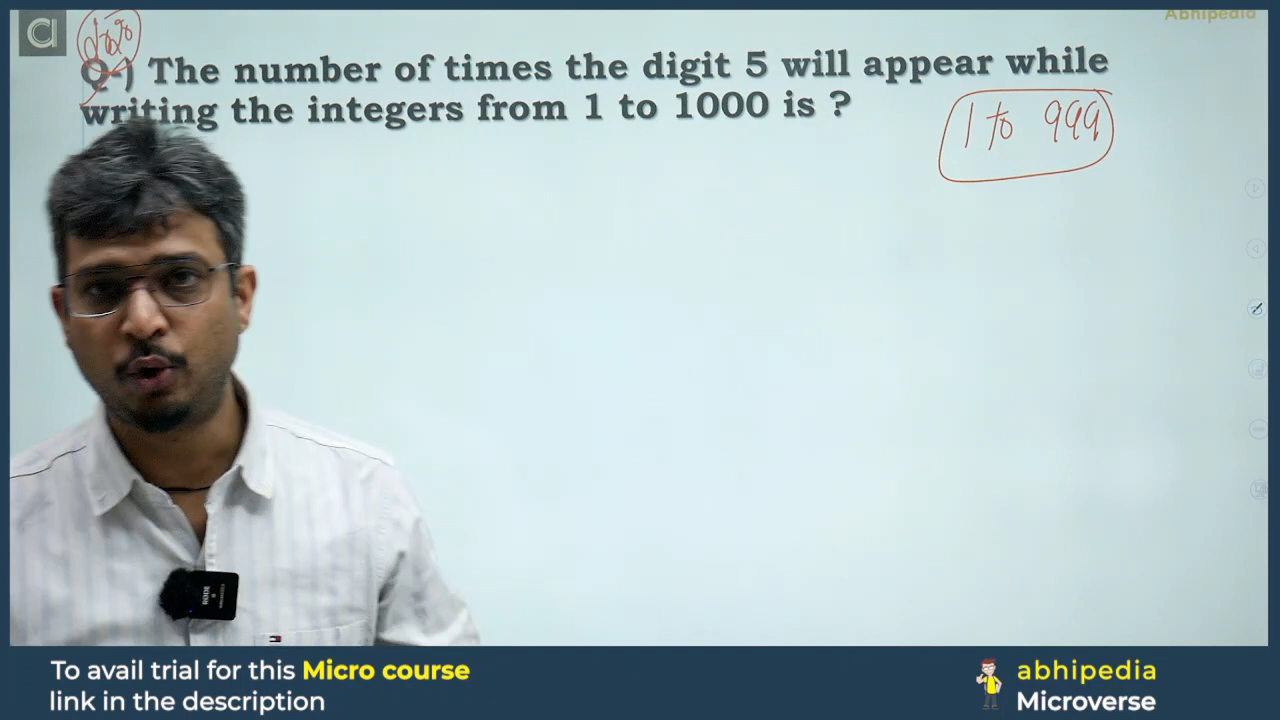 Abhipedia
Q-) The number of times the digit 5 will appear while
writing the integers from 1 to 1000 is ?
1 to 999
RODE
To avail trial for this Micro course
link in the description
abhipedia
Microverse